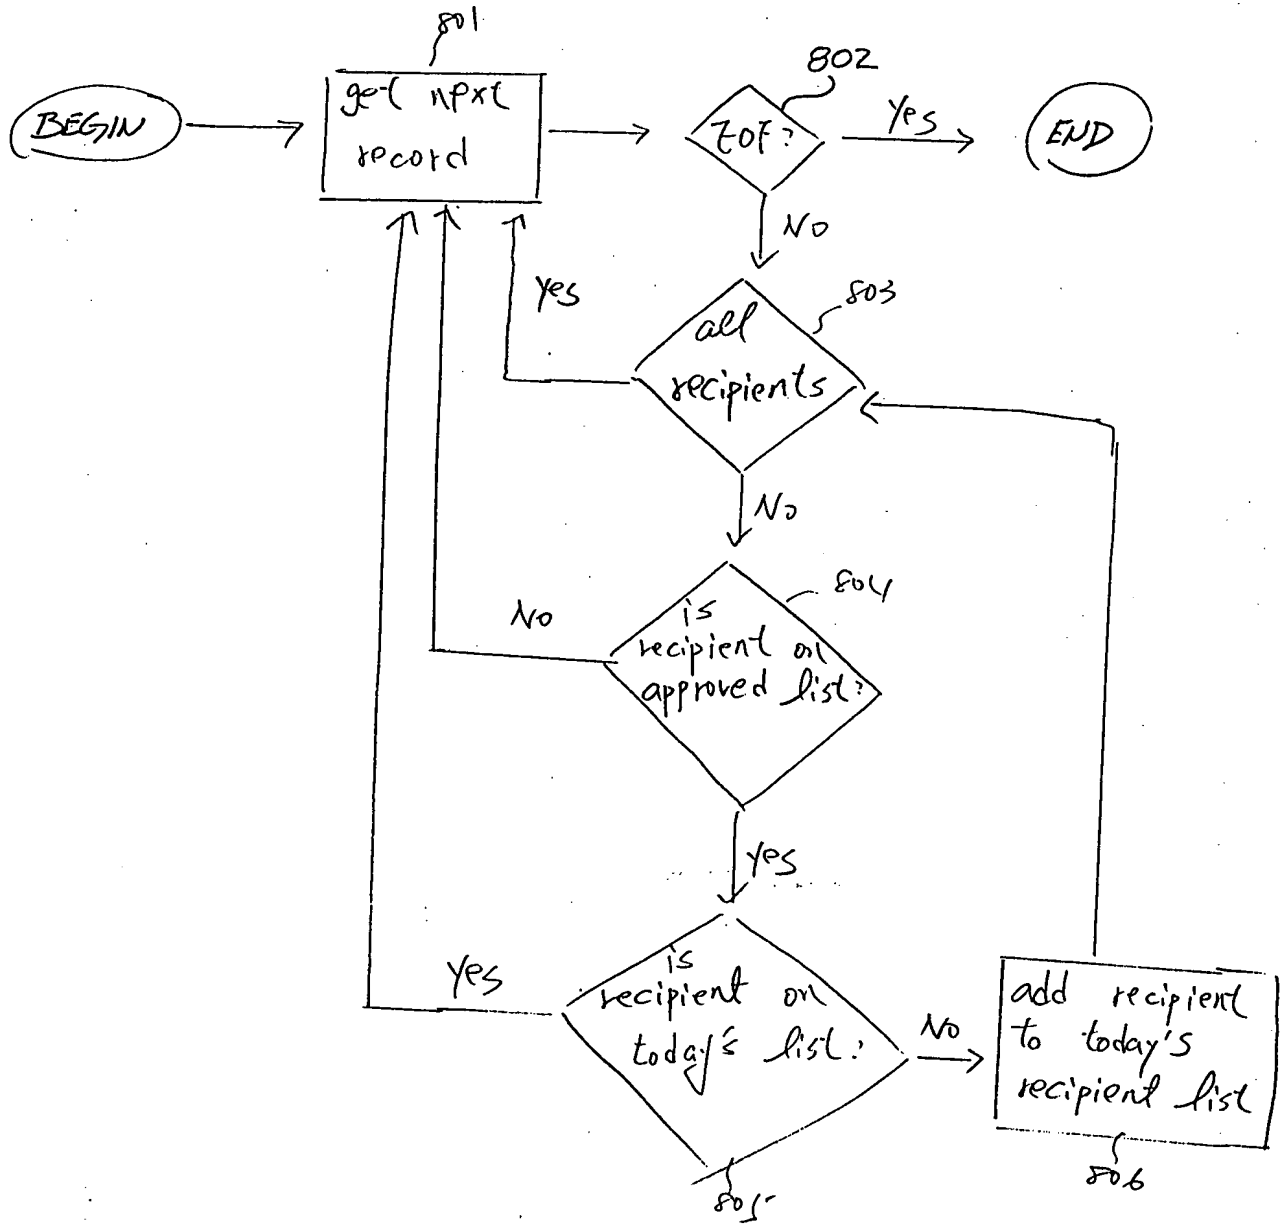 801
BEGIN
get next
record
802
EOF?
Yes
END
No
Yes
803
all
recipients
No
804
No
is
recipient on
approved list?
Yes
Yes
is
recipient on
today's list?
No
add recipient
to today's
recipient list
805
806